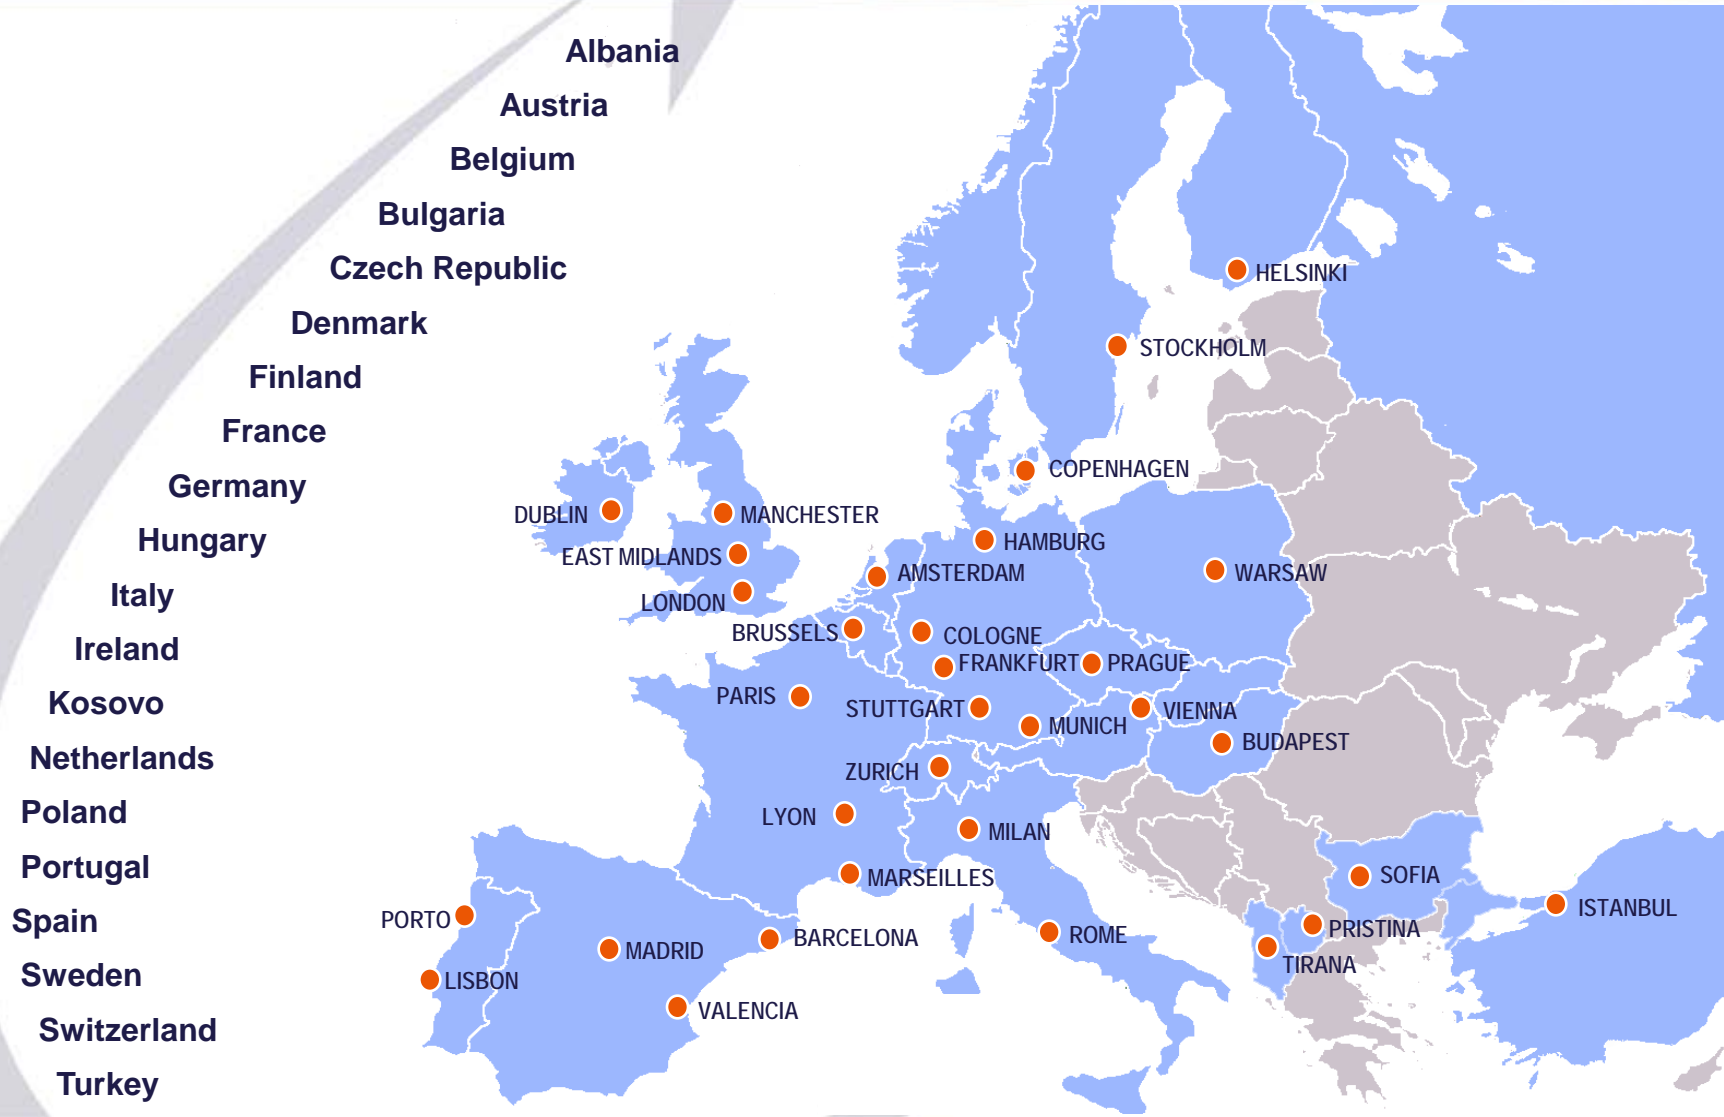 Albania
Austria
Belgium
Bulgaria
Czech Republic
Denmark
Finland
France
Germany
Hungary
Italy
Ireland
Kosovo
Netherlands
Poland
Portugal
Spain
Sweden
Switzerland
Turkey
HELSINKI
STOCKHOLM
COPENHAGEN
DUBLIN
MANCHESTER
HAMBURG
EAST MIDLANDS
AMSTERDAM
WARSAW
LONDON
BRUSSELS
COLOGNE
FRANKFURT
PRAGUE
PARIS
STUTTGART
VIENNA
MUNICH
BUDAPEST
ZURICH
LYON
MILAN
MARSEILLES
SOFIA
ISTANBUL
PORTO
MADRID
BARCELONA
ROME
PRISTINA
TIRANA
LISBON
VALENCIA